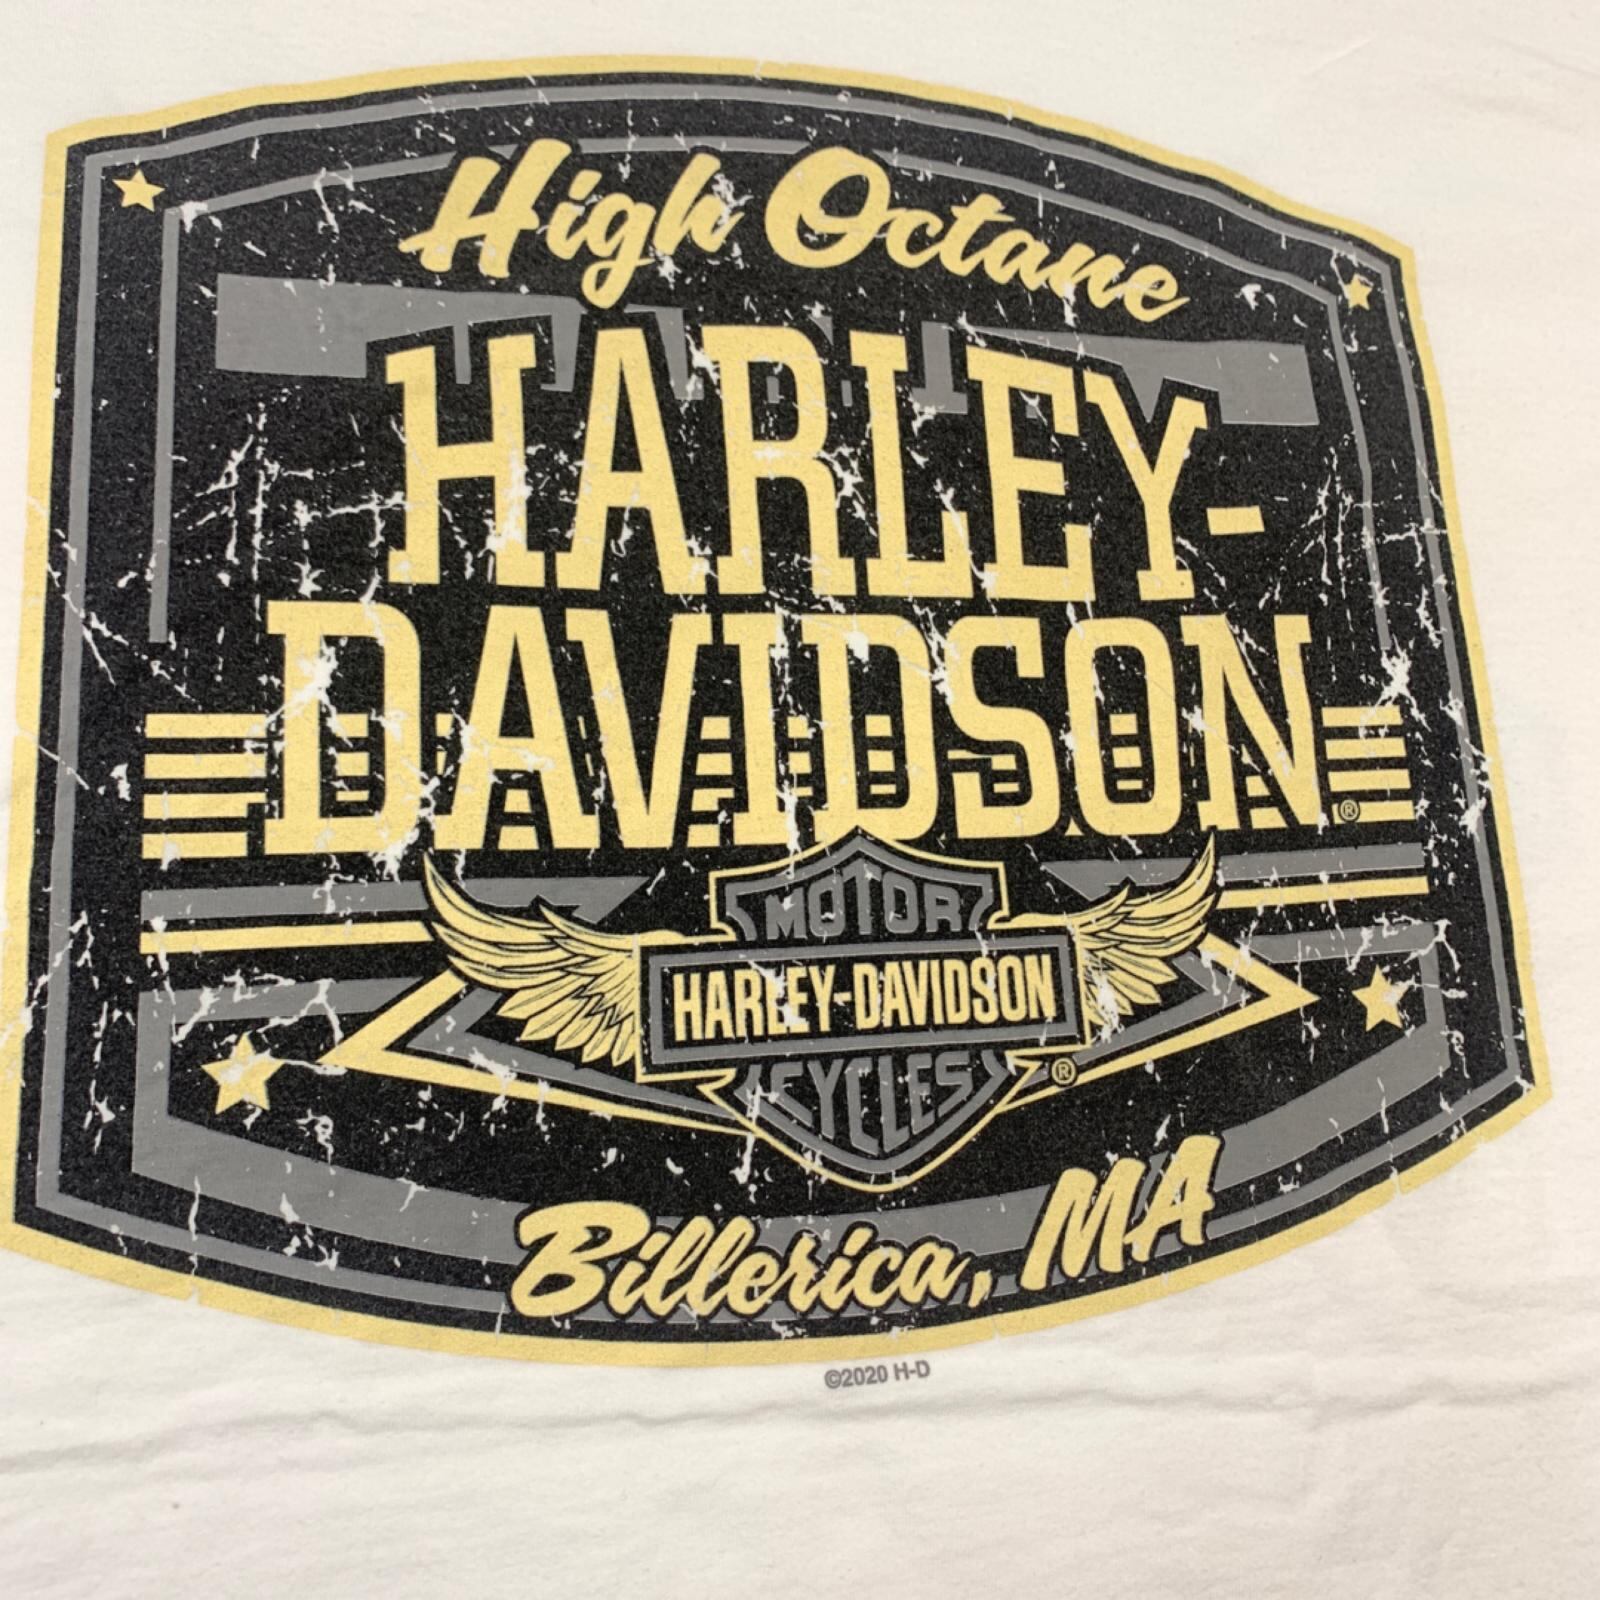 High Octane
HARLEY-
DAVIDSON®
MOTOR
HARLEY-DAVIDSON
CYCLES
®
Billerica, MA
©2020 H-D